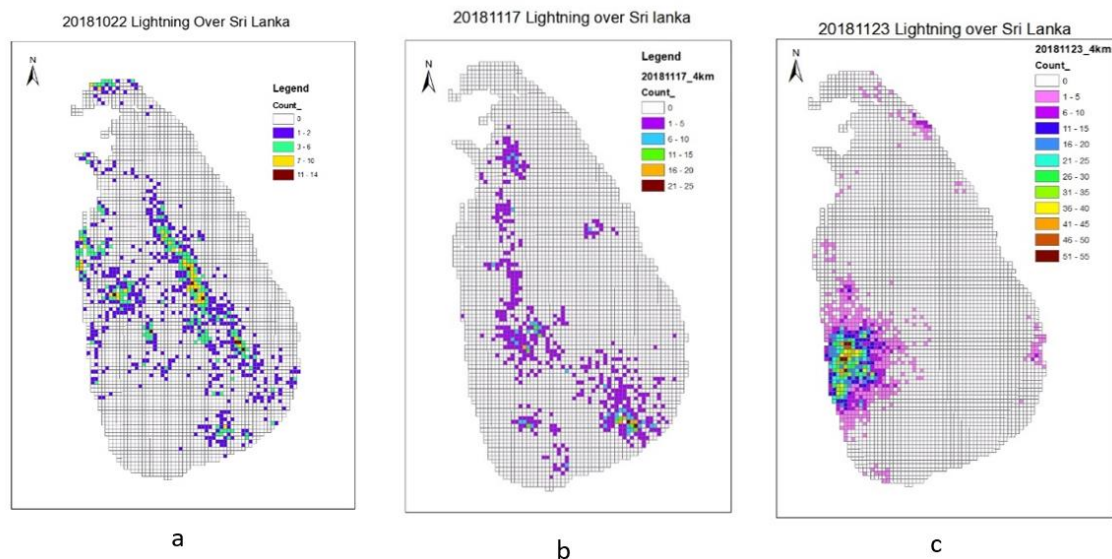 20181022 Lightning Over Sri Lanka
N
Legend
Count_
0
1 - 2
3 - 6
7 - 10
11 - 14
a
20181117 Lightning over Sri lanka
N
Legend
20181117_4km
Count_
0
1 - 5
6 - 10
11 - 15
16 - 20
21 - 25
b
20181123 Lightning over Sri Lanka
N
20181123_4km
Count_
0
1 - 5
6 - 10
11 - 15
16 - 20
21 - 25
26 - 30
31 - 35
36 - 40
41 - 45
46 - 50
51 - 55
c